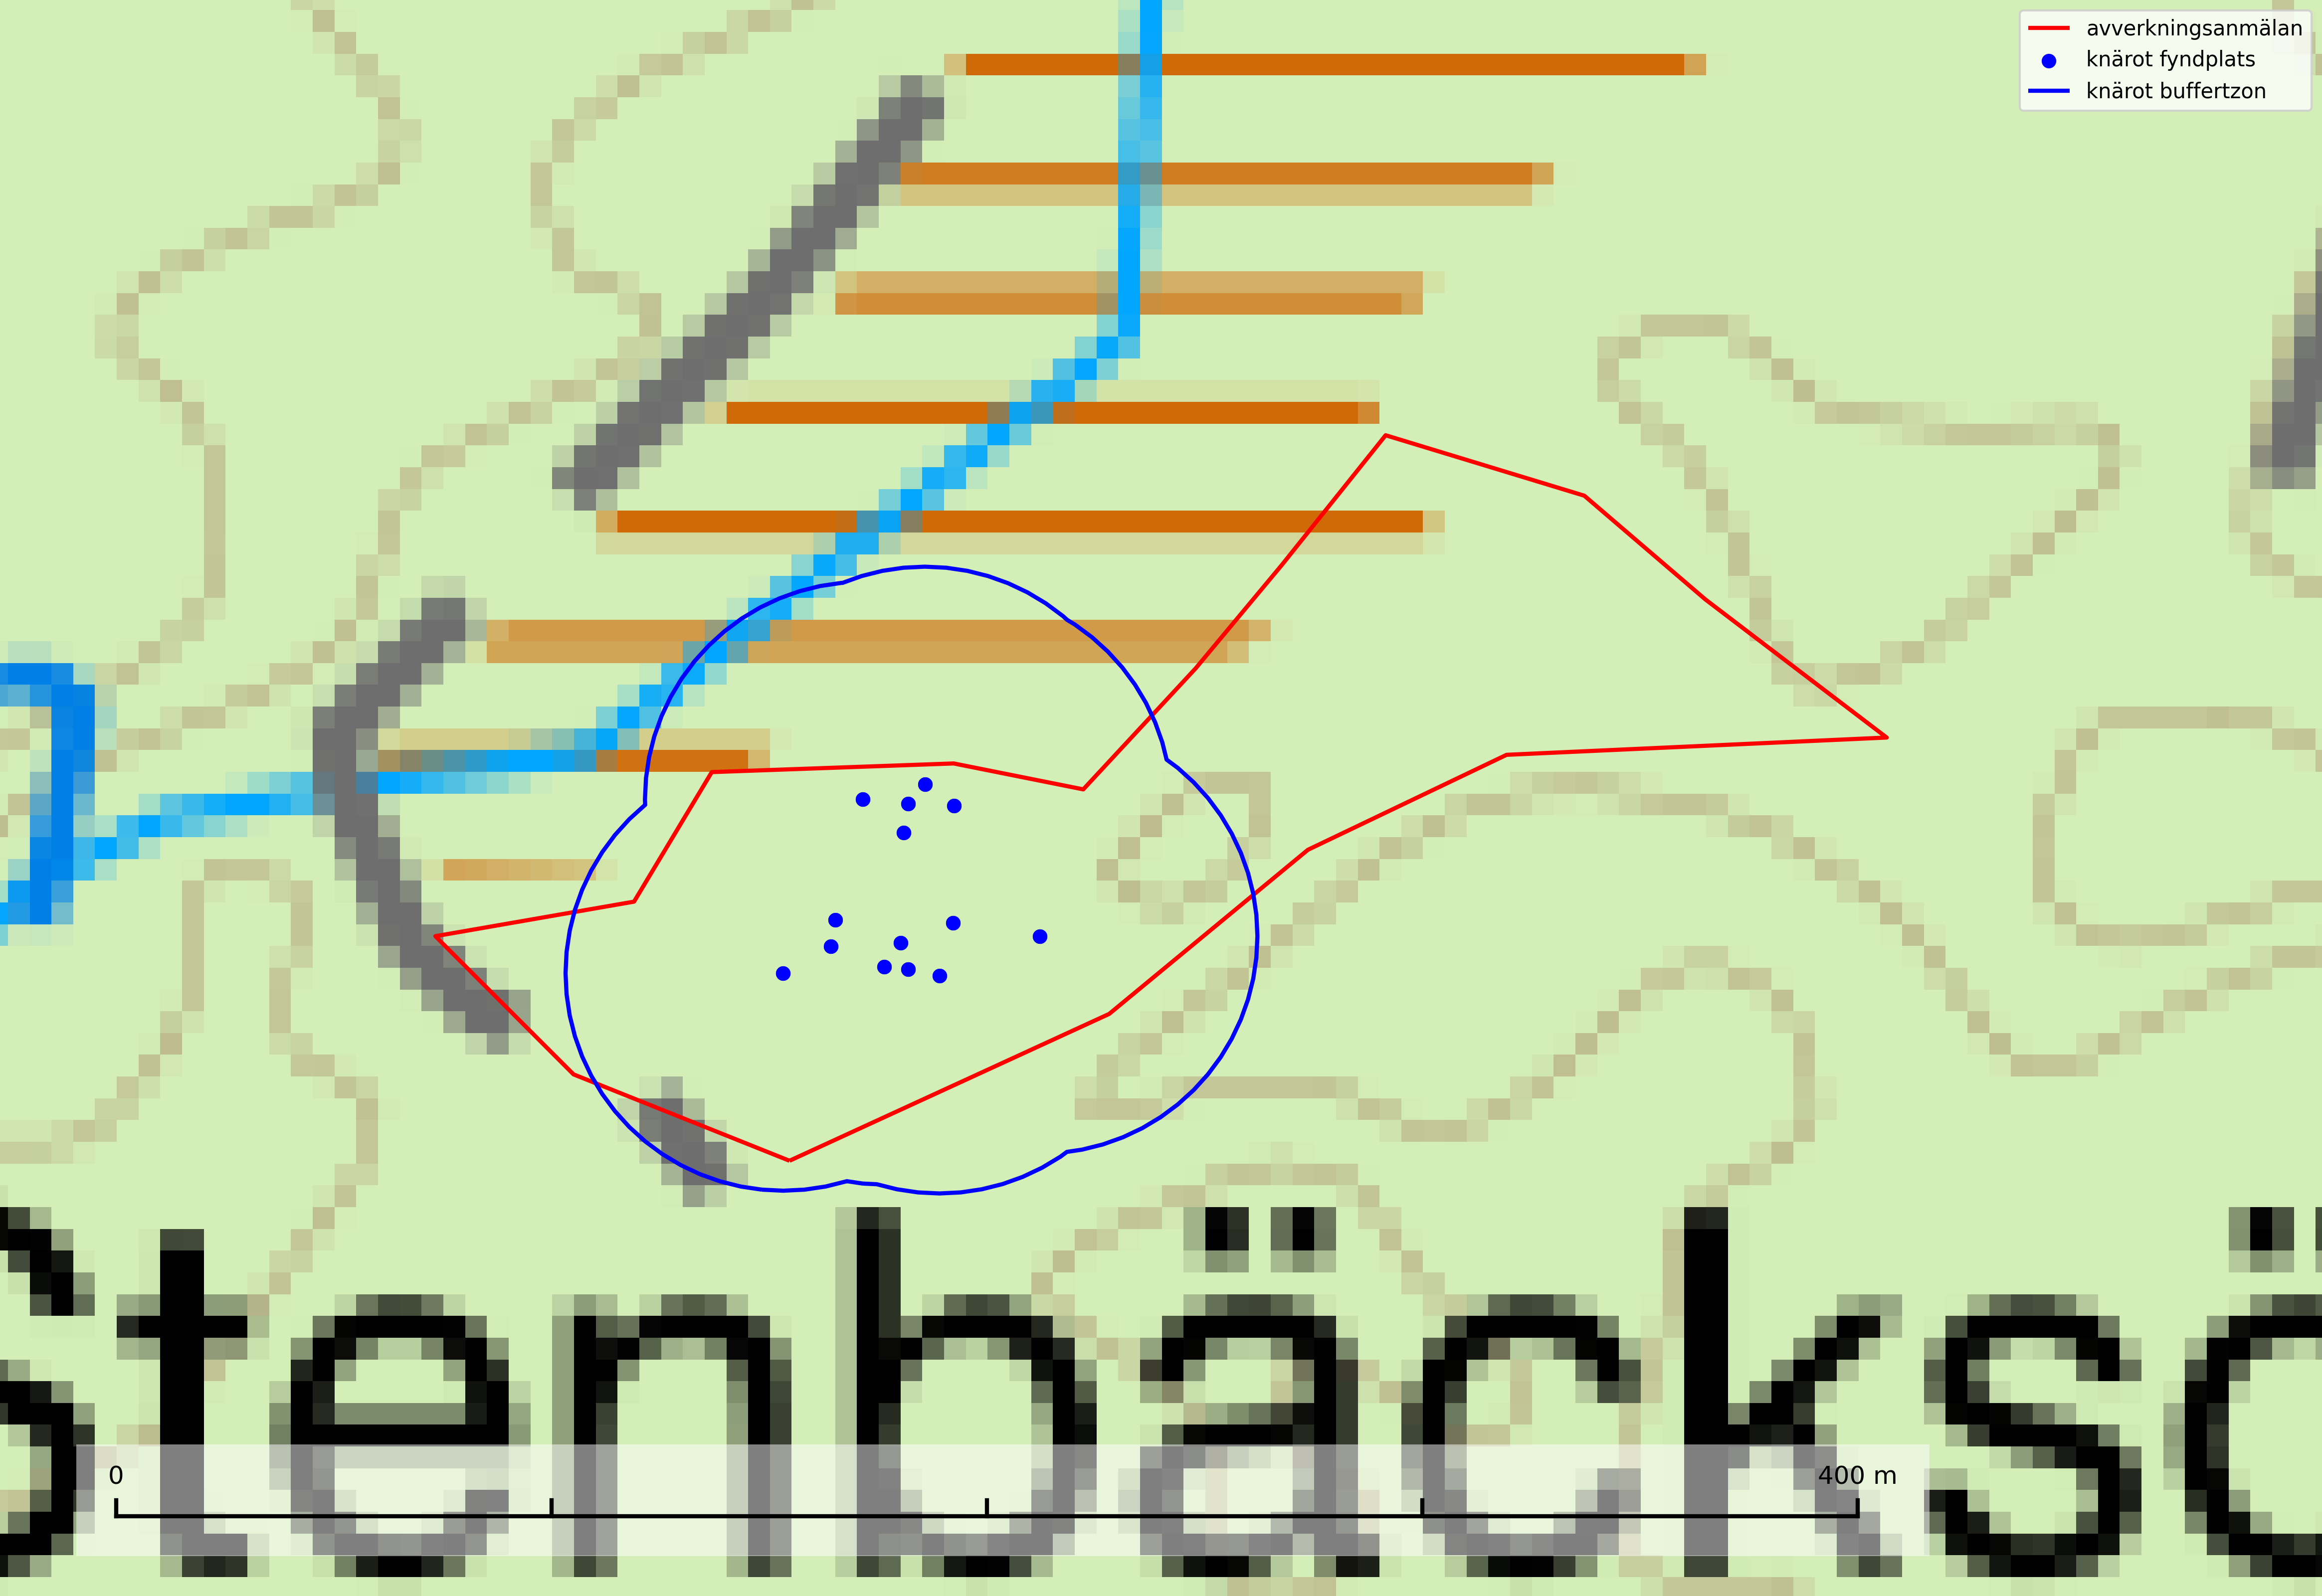 avverkningsanmälan
knärot fyndplats
knärot buffertzon
Stenbäcks
0 400 m